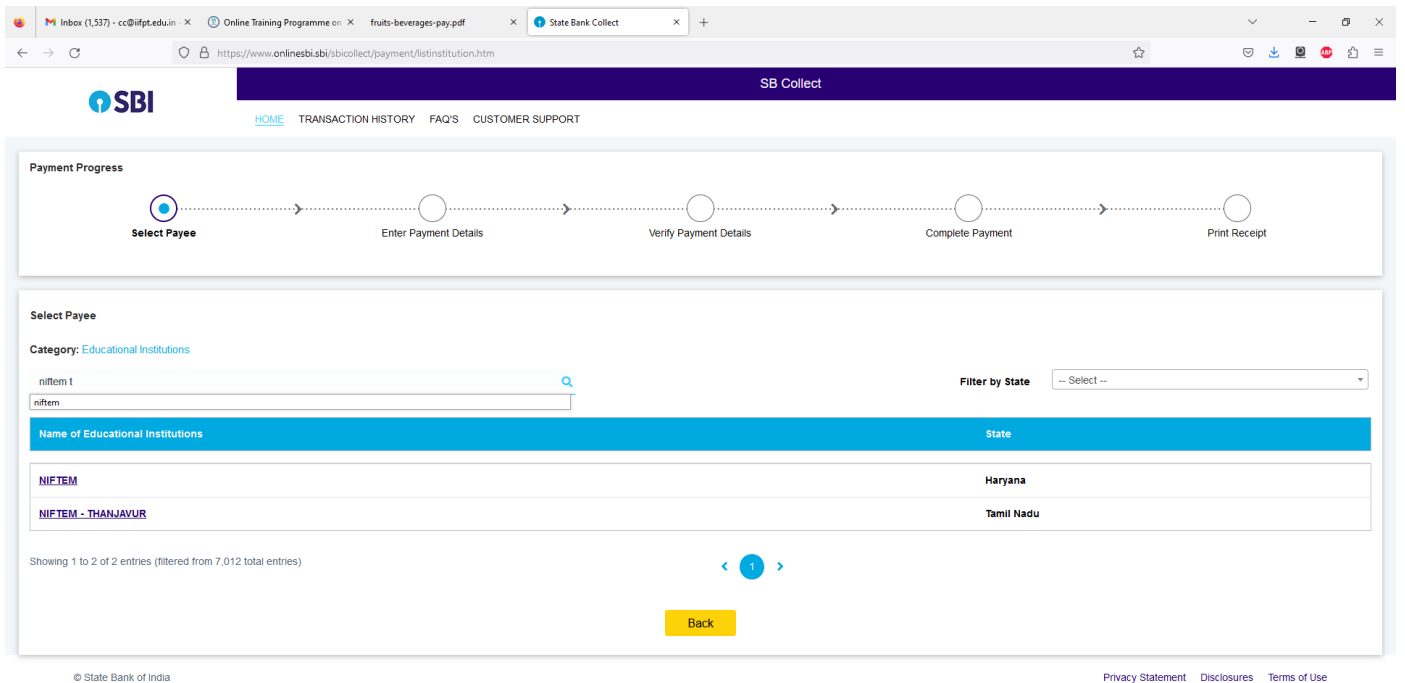 Inbox (1,537) - cc@iifpt.edu.in - Online Training Programme on fruits-beverages-pay.pdf State Bank Collect
https://www.onlinesbi.sbi/sbicollect/payment/listinstitution.htm
ABP
SBI
SB Collect
HOME TRANSACTION HISTORY FAQ'S CUSTOMER SUPPORT
Payment Progress
Select Payee Enter Payment Details Verify Payment Details Complete Payment Print Receipt
Select Payee
Category: Educational Institutions
niftem t Filter by State -- Select --
niftem
Name of Educational Institutions State
NIFTEM Haryana
NIFTEM - THANJAVUR Tamil Nadu
Showing 1 to 2 of 2 entries (filtered from 7,012 total entries) 1
Back
© State Bank of India Privacy Statement Disclosures Terms of Use